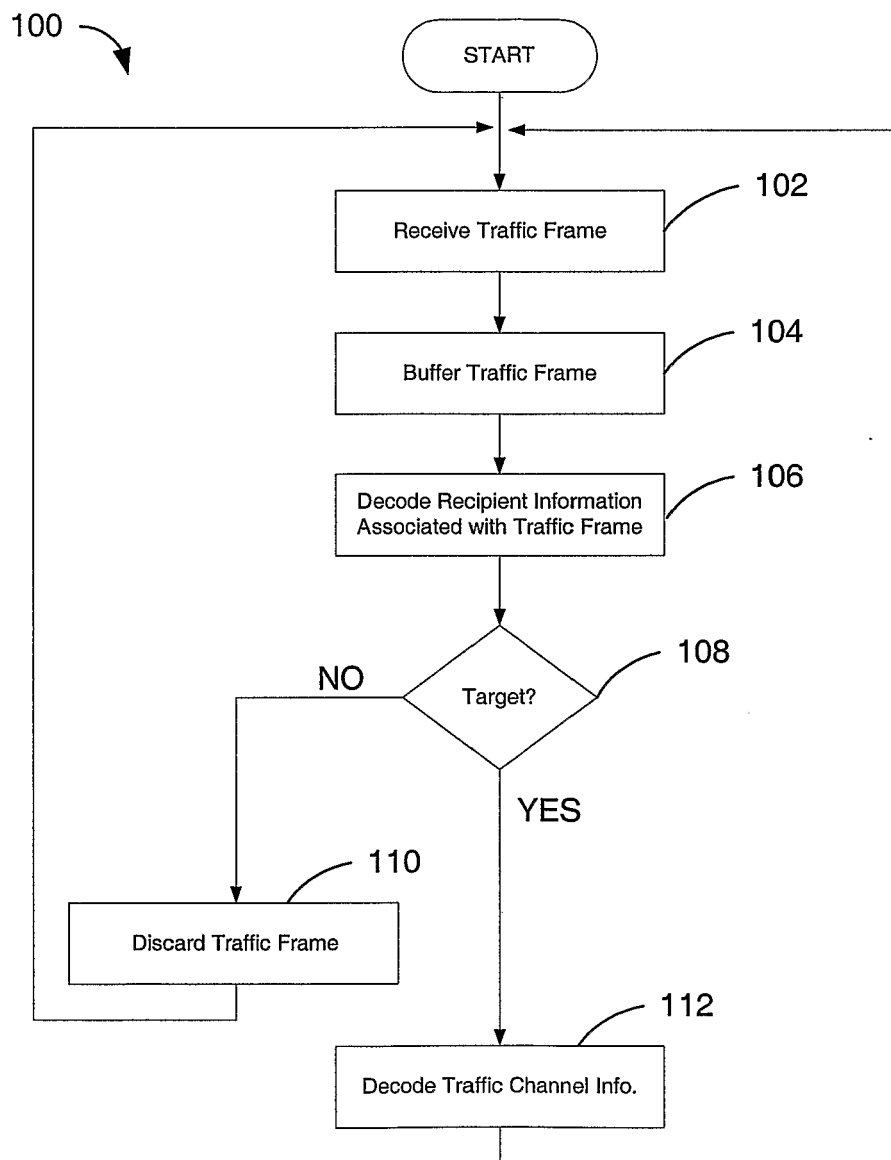 100
START
102
Receive Traffic Frame
104
Buffer Traffic Frame
106
Decode Recipient Information
Associated with Traffic Frame
108
Target?
NO
YES
110
Discard Traffic Frame
112
Decode Traffic Channel Info.